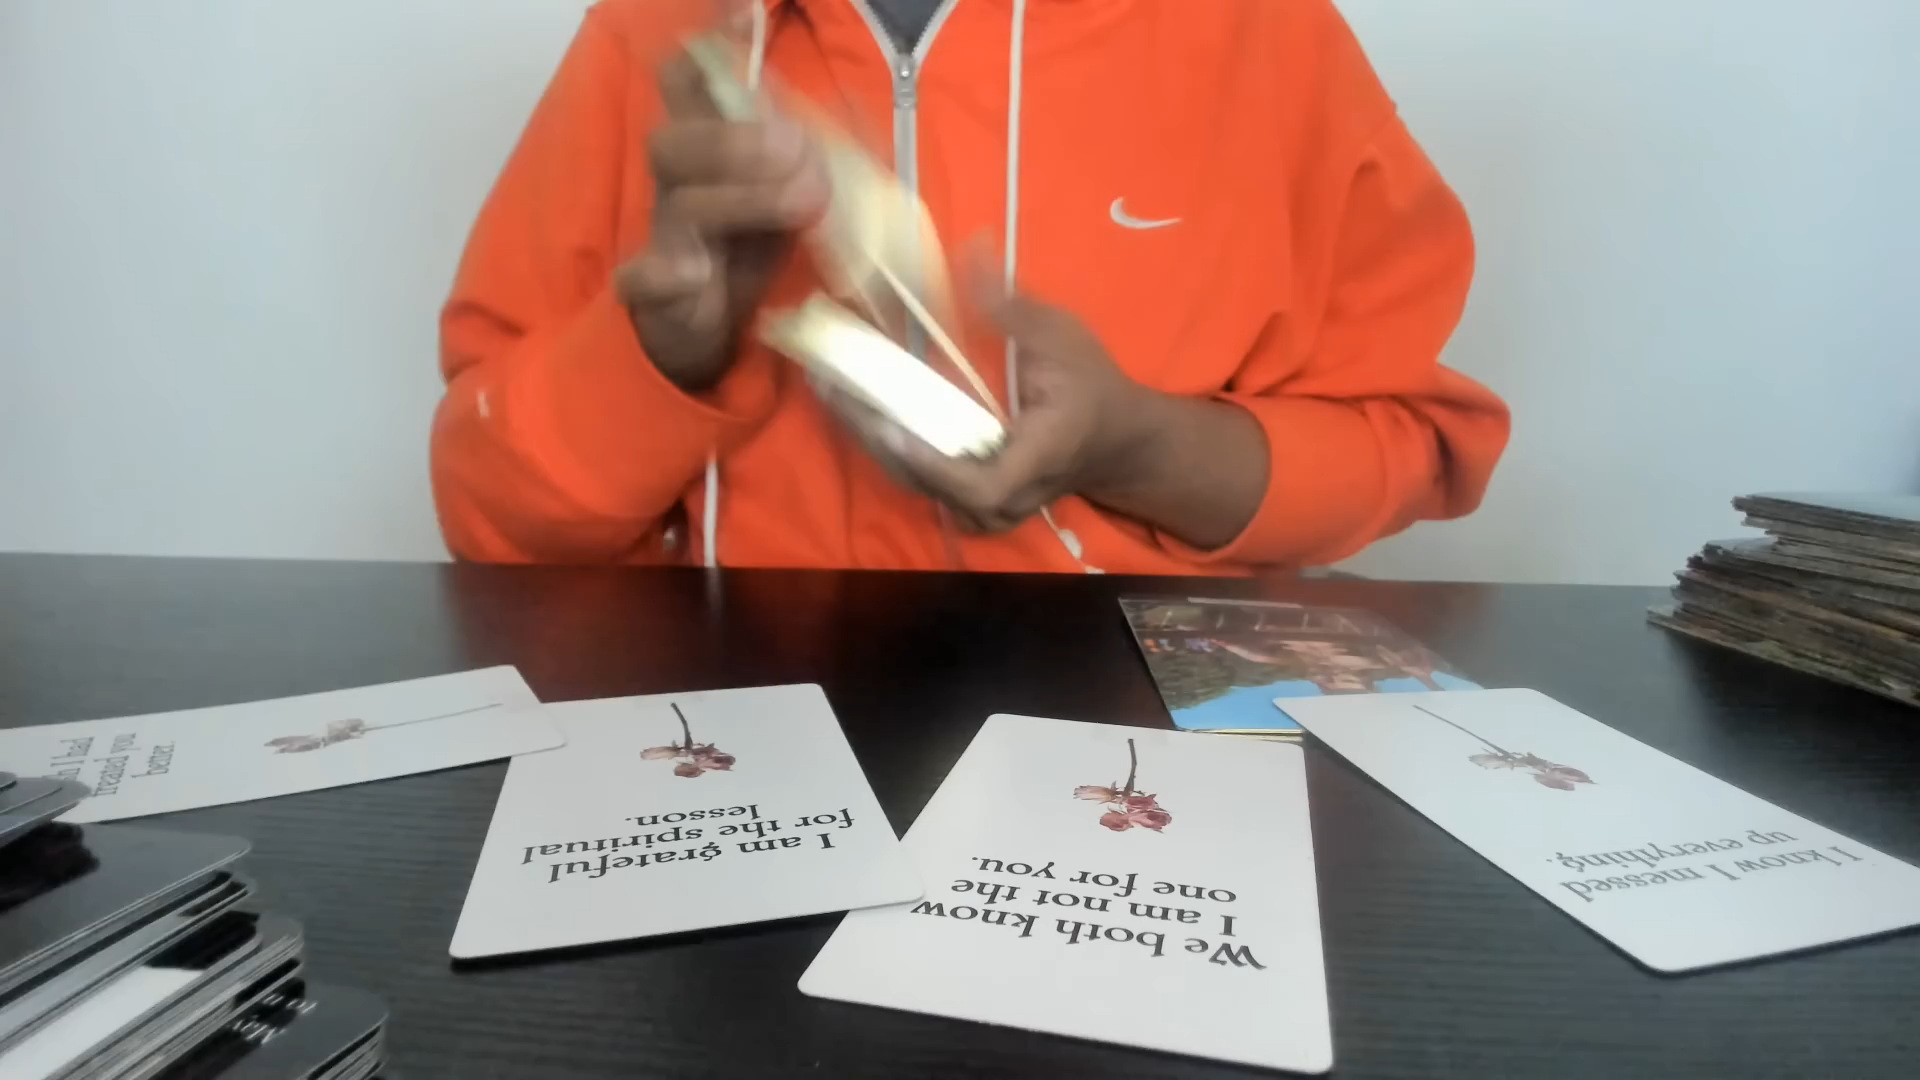 I had
treated you
better.
I am grateful
for the spiritual
lesson.
We both know
I am not the
one for you.
I know I messed
up everything.